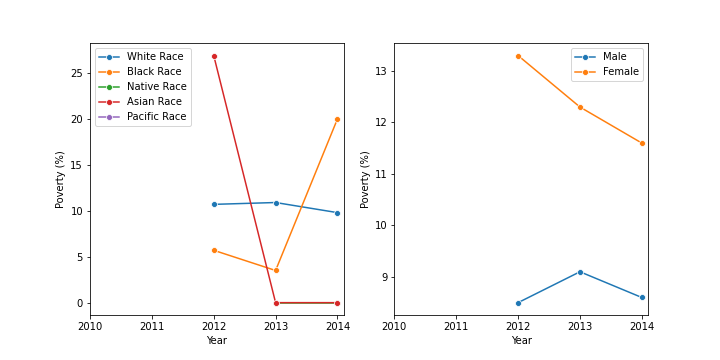 White Race
Black Race
Native Race
Asian Race
Pacific Race
25
20
15
10
5
0
Poverty (%)
2010 2011 2012 2013 2014
Year
Male
Female
13
12
11
10
9
Poverty (%)
2010 2011 2012 2013 2014
Year